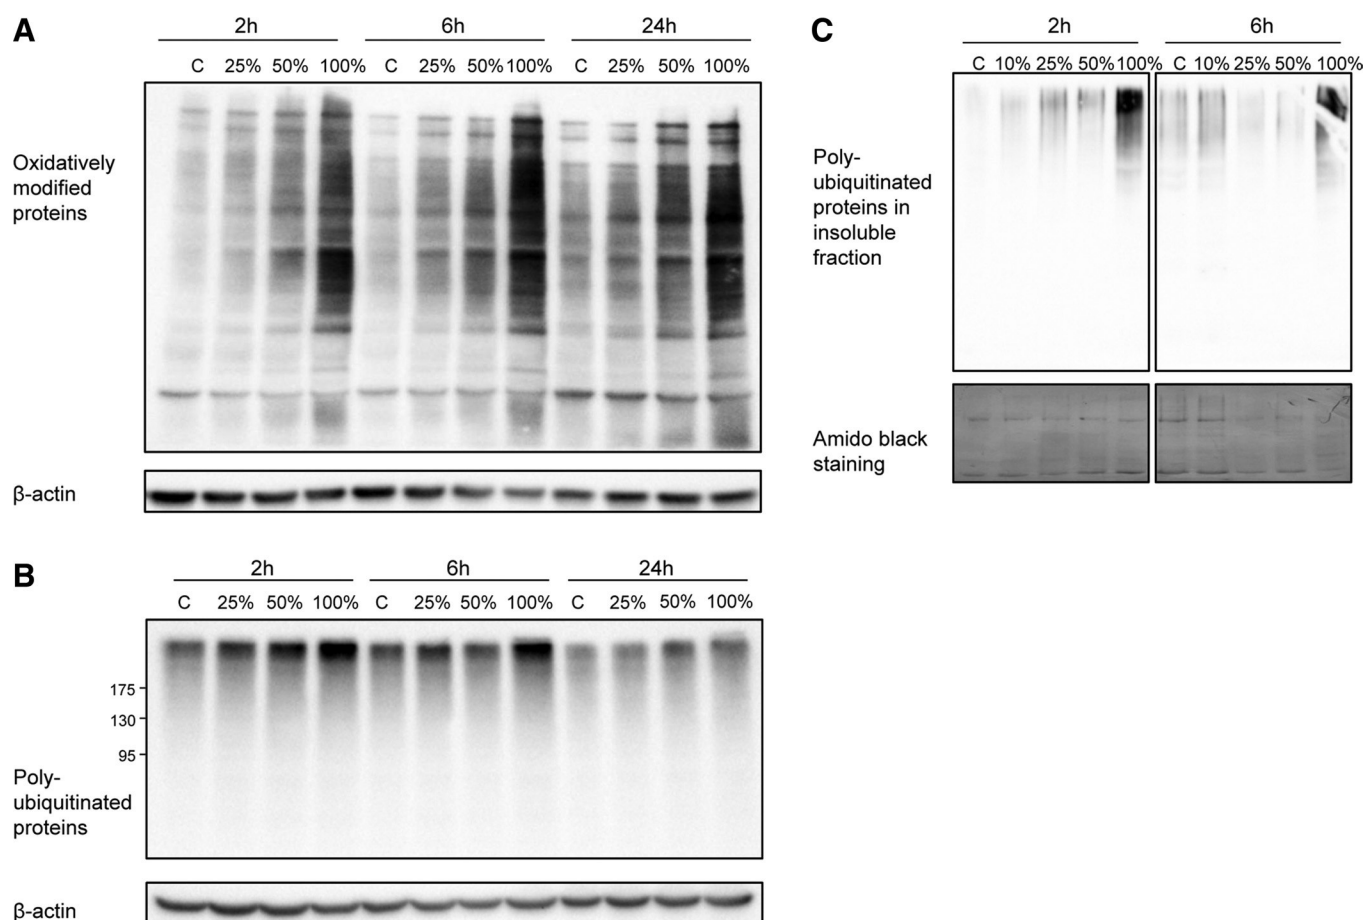 A
2h 6h 24h
C 25% 50% 100% C 25% 50% 100% C 25% 50% 100%
Oxidatively
modified
proteins
β-actin
B
2h 6h 24h
C 25% 50% 100% C 25% 50% 100% C 25% 50% 100%
175
130
95
Poly-
ubiquitinated
proteins
β-actin
C
2h 6h
C 10% 25% 50% 100% C 10% 25% 50% 100%
Poly-
ubiquitinated
proteins in
insoluble
fraction
Amido black
staining